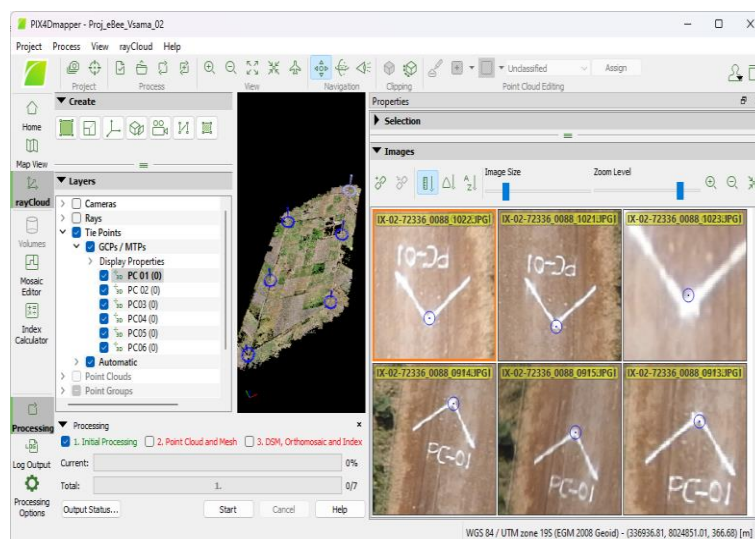 PIX4Dmapper - Proj_eBee_Vsama_02
Project Process View rayCloud Help
Project Process View Navigation Clipping Point Cloud Editing
Unclassified Assign
Home
Map View
rayCloud
Volumes
Mosaic
Editor
Index
Calculator
Processing
Log Output
Processing
Options
Create
Layers
Cameras
Rays
Tie Points
GCPs / MTPs
Display Properties
PC 01 (0)
PC 02 (0)
PC03 (0)
PC04 (0)
PC05 (0)
PC06 (0)
Automatic
Point Clouds
Point Groups
Processing
1. Initial Processing 2. Point Cloud and Mesh 3. DSM, Orthomosaic and Index
Current: 0%
Total: 1. 0/7
Output Status... Start Cancel Help
Properties
Selection
Images
Image Size Zoom Level
IX-02-72336_0088_1022.JPG
IX-02-72336_0088_1021.JPG
IX-02-72336_0088_1023.JPG
PC-01
PC-01
IX-02-72336_0088_0914.JPG
IX-02-72336_0088_0915.JPG
IX-02-72336_0088_0913.JPG
PC-01
PC-01
PC-01
WGS 84 / UTM zone 19S (EGM 2008 Geoid) - (336936.81, 8024851.01, 366.68) [m]